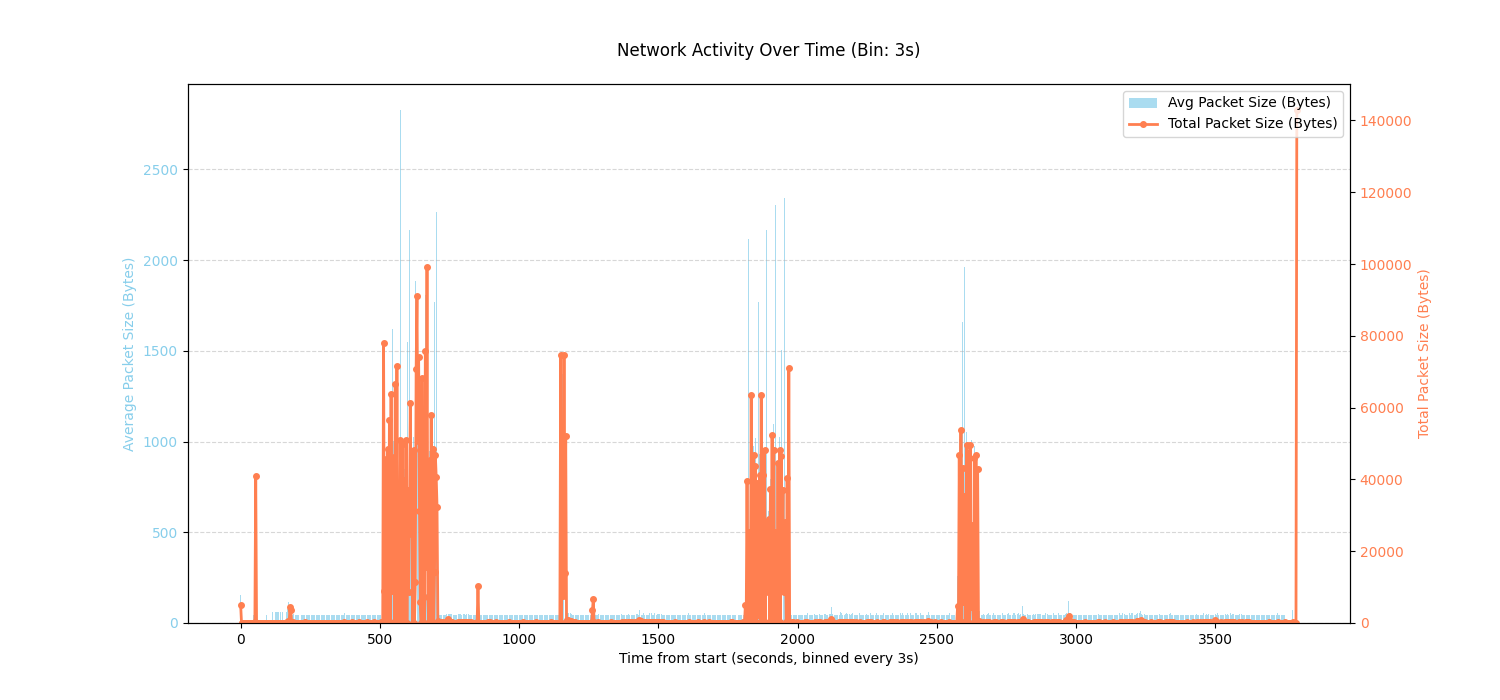 Network Activity Over Time (Bin: 3s)
Avg Packet Size (Bytes)
Total Packet Size (Bytes)
Average Packet Size (Bytes)
2500
2000
1500
1000
500
0
140000
120000
100000
80000
60000
40000
20000
0
Total Packet Size (Bytes)
0 500 1000 1500 2000 2500 3000 3500
Time from start (seconds, binned every 3s)